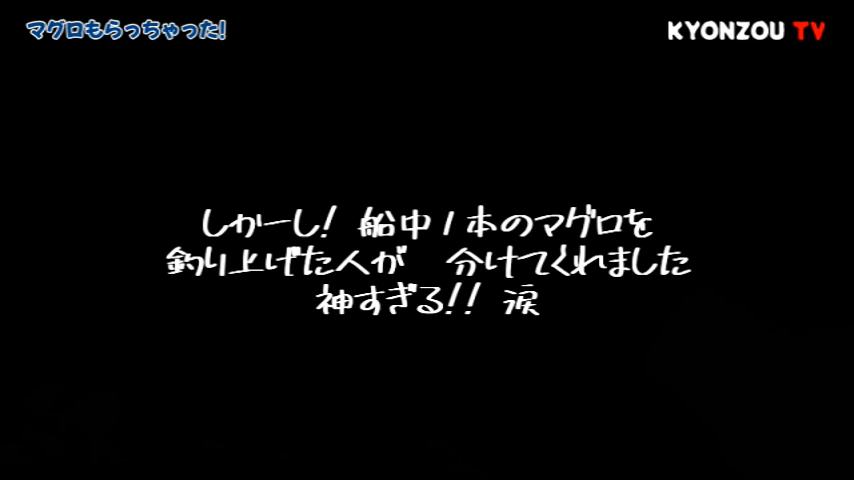 マグロもらっちゃった!
KYONZOU TV
しかーし! 船中1本のマグロを
釣り上げた人が 分けてくれました
神すぎる!! 涙